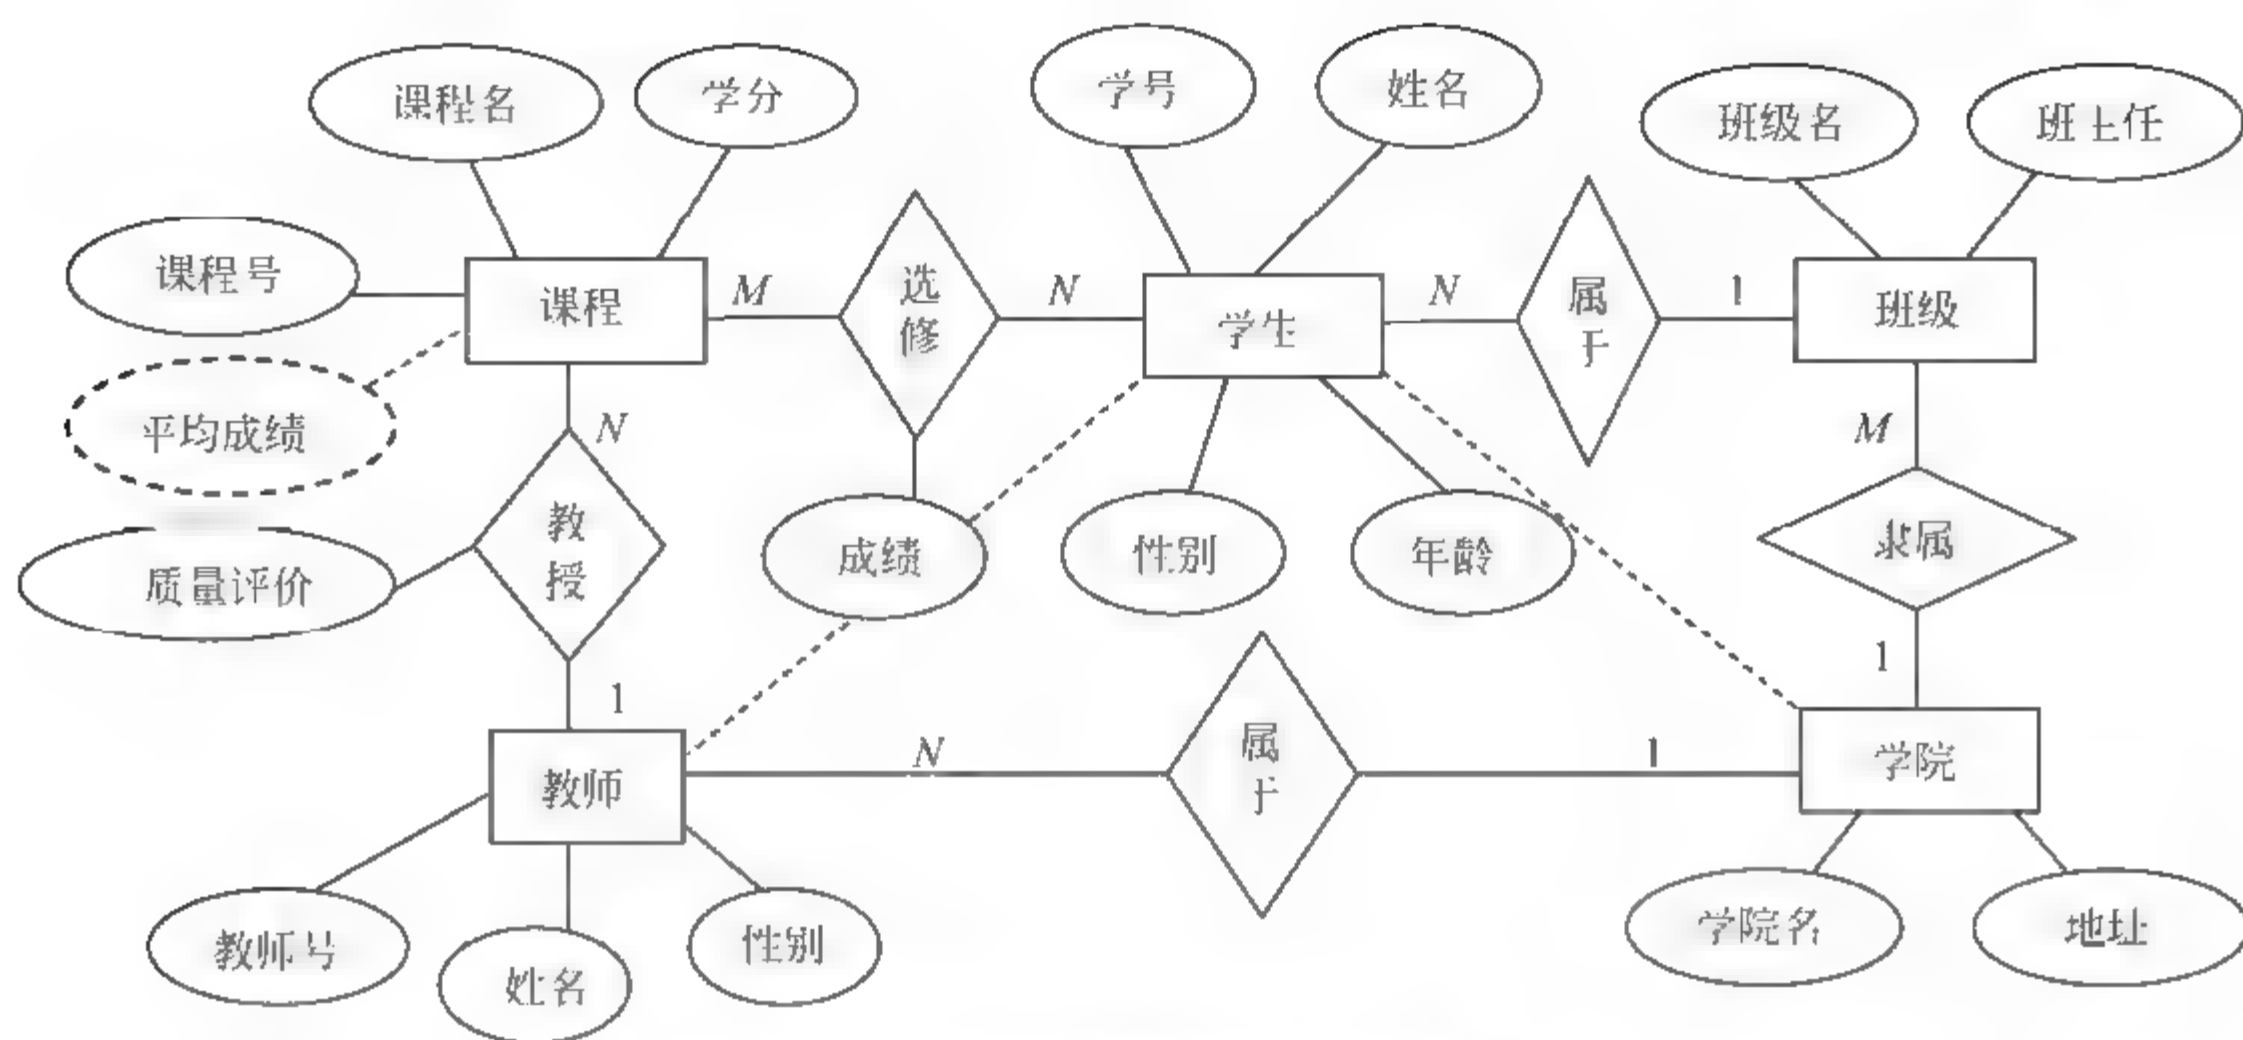 课程名
学分
学号
姓名
班级名
班主任
课程号
课程
M
选
修
N
学生
N
属
于
1
班级
平均成绩
N
M
质量评价
教
授
成绩
性别
年龄
隶属
1
1
教师
N
属
于
1
学院
教师号
姓名
性别
学院名
地址